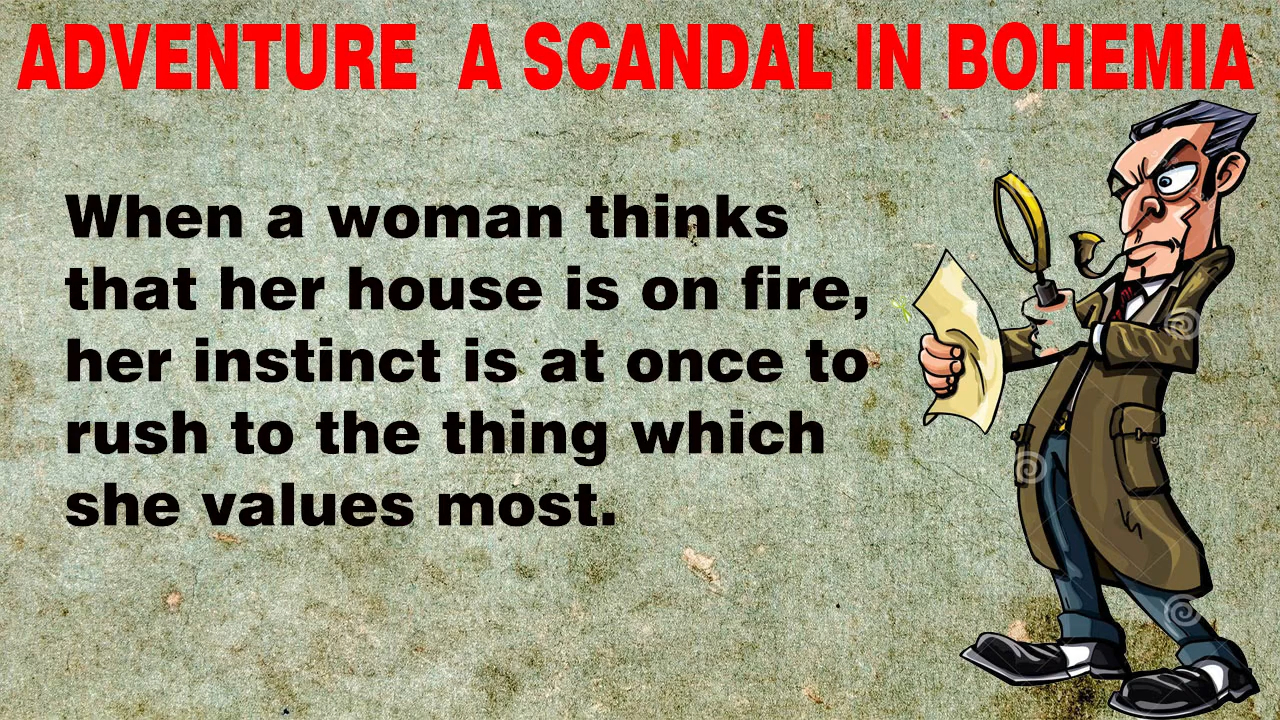 ADVENTURE A SCANDAL IN BOHEMIA
When a woman thinks
that her house is on fire,
her instinct is at once to
rush to the thing which
she values most.